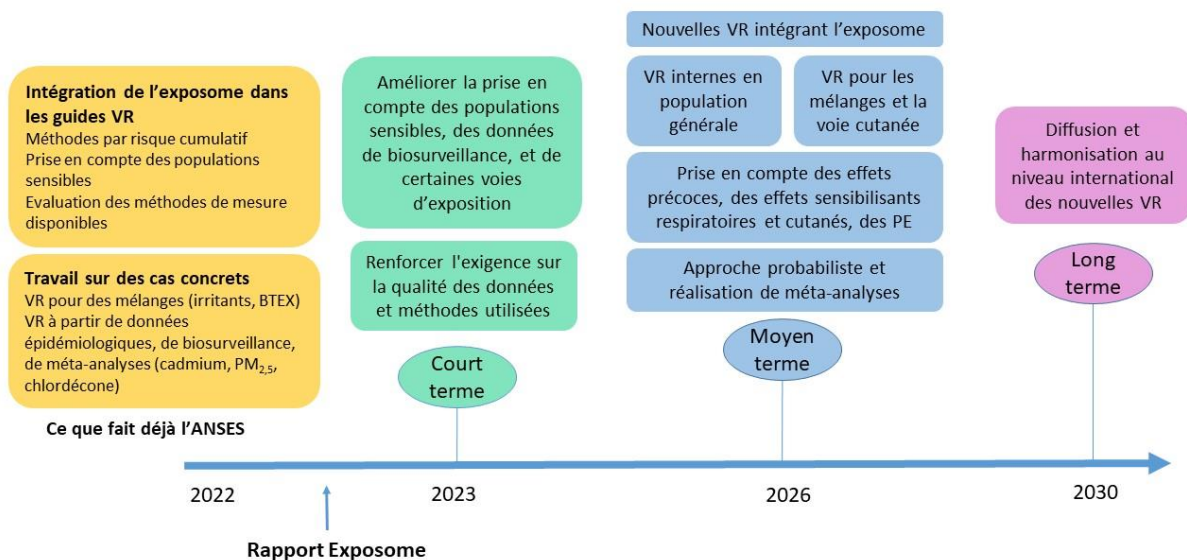 Intégration de l'exposome dans
les guides VR
Méthodes par risque cumulatif
Prise en compte des populations
sensibles
Evaluation des méthodes de mesure
disponibles
Travail sur des cas concrets
VR pour des mélanges (irritants, BTEX)
VR à partir de données
épidémiologiques, de biosurveillance,
de méta-analyses (cadmium, PM2,5,
chlordécone)
Ce que fait déjà l'ANSES
Améliorer la prise en
compte des populations
sensibles, des données
de biosurveillance, et de
certaines voies
d'exposition
Renforcer l'exigence sur
la qualité des données
et méthodes utilisées
Court
terme
Nouvelles VR intégrant l'exposome
VR internes en
population
générale
VR pour les
mélanges et la
voie cutanée
Prise en compte des effets
précoces, des effets sensibilisants
respiratoires et cutanés, des PE
Approche probabiliste et
réalisation de méta-analyses
Moyen
terme
Diffusion et
harmonisation au
niveau international
des nouvelles VR
Long
terme
2022
2023
2026
2030
Rapport Exposome